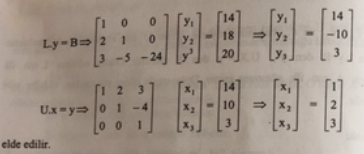 L.y=B⇒ [1 0 0; 2 1 0; 3 -5 -24] [y₁; y₂; y³] = [14; 18; 20] ⇒ [y₁; y₂; y₃] = [14; -10; 3]
U.x=y⇒ [1 2 3; 0 1 -4; 0 0 1] [x₁; x₂; x₃] = [14; 10; 3] ⇒ [x₁; x₂; x₃] = [1; 2; 3]
elde edilir.